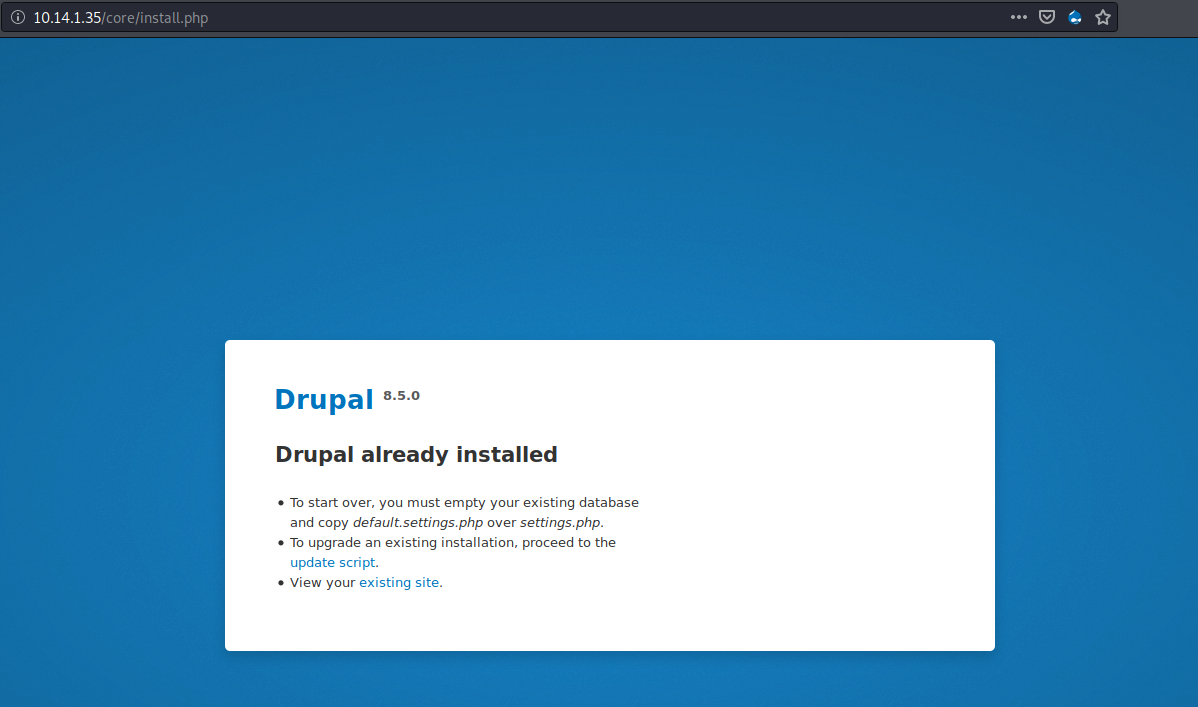 10.14.1.35/core/install.php
Drupal 8.5.0
Drupal already installed
To start over, you must empty your existing database
and copy default.settings.php over settings.php.
To upgrade an existing installation, proceed to the
update script.
View your existing site.